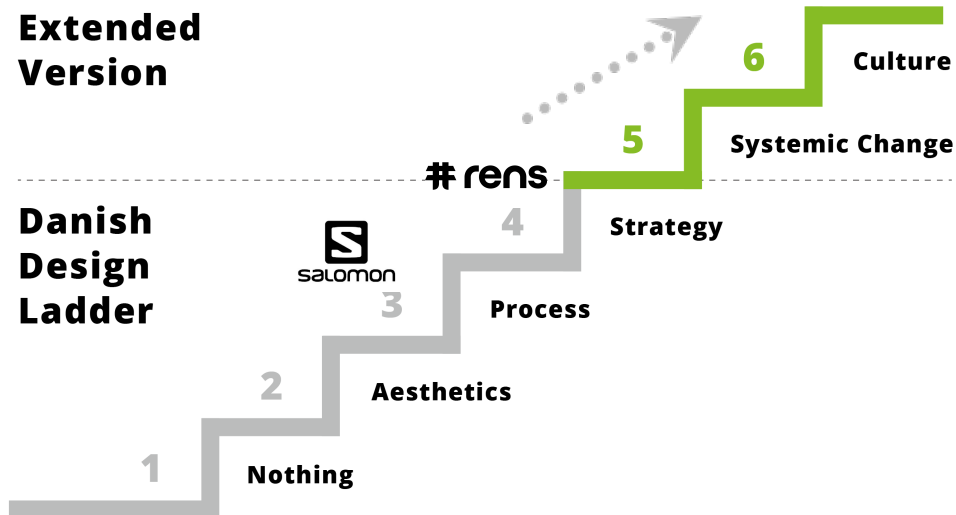 Extended
Version
6
Culture
5
Systemic Change
rens
Danish
Design
Ladder
4
Strategy
SALOMON
3
Process
2
Aesthetics
1
Nothing